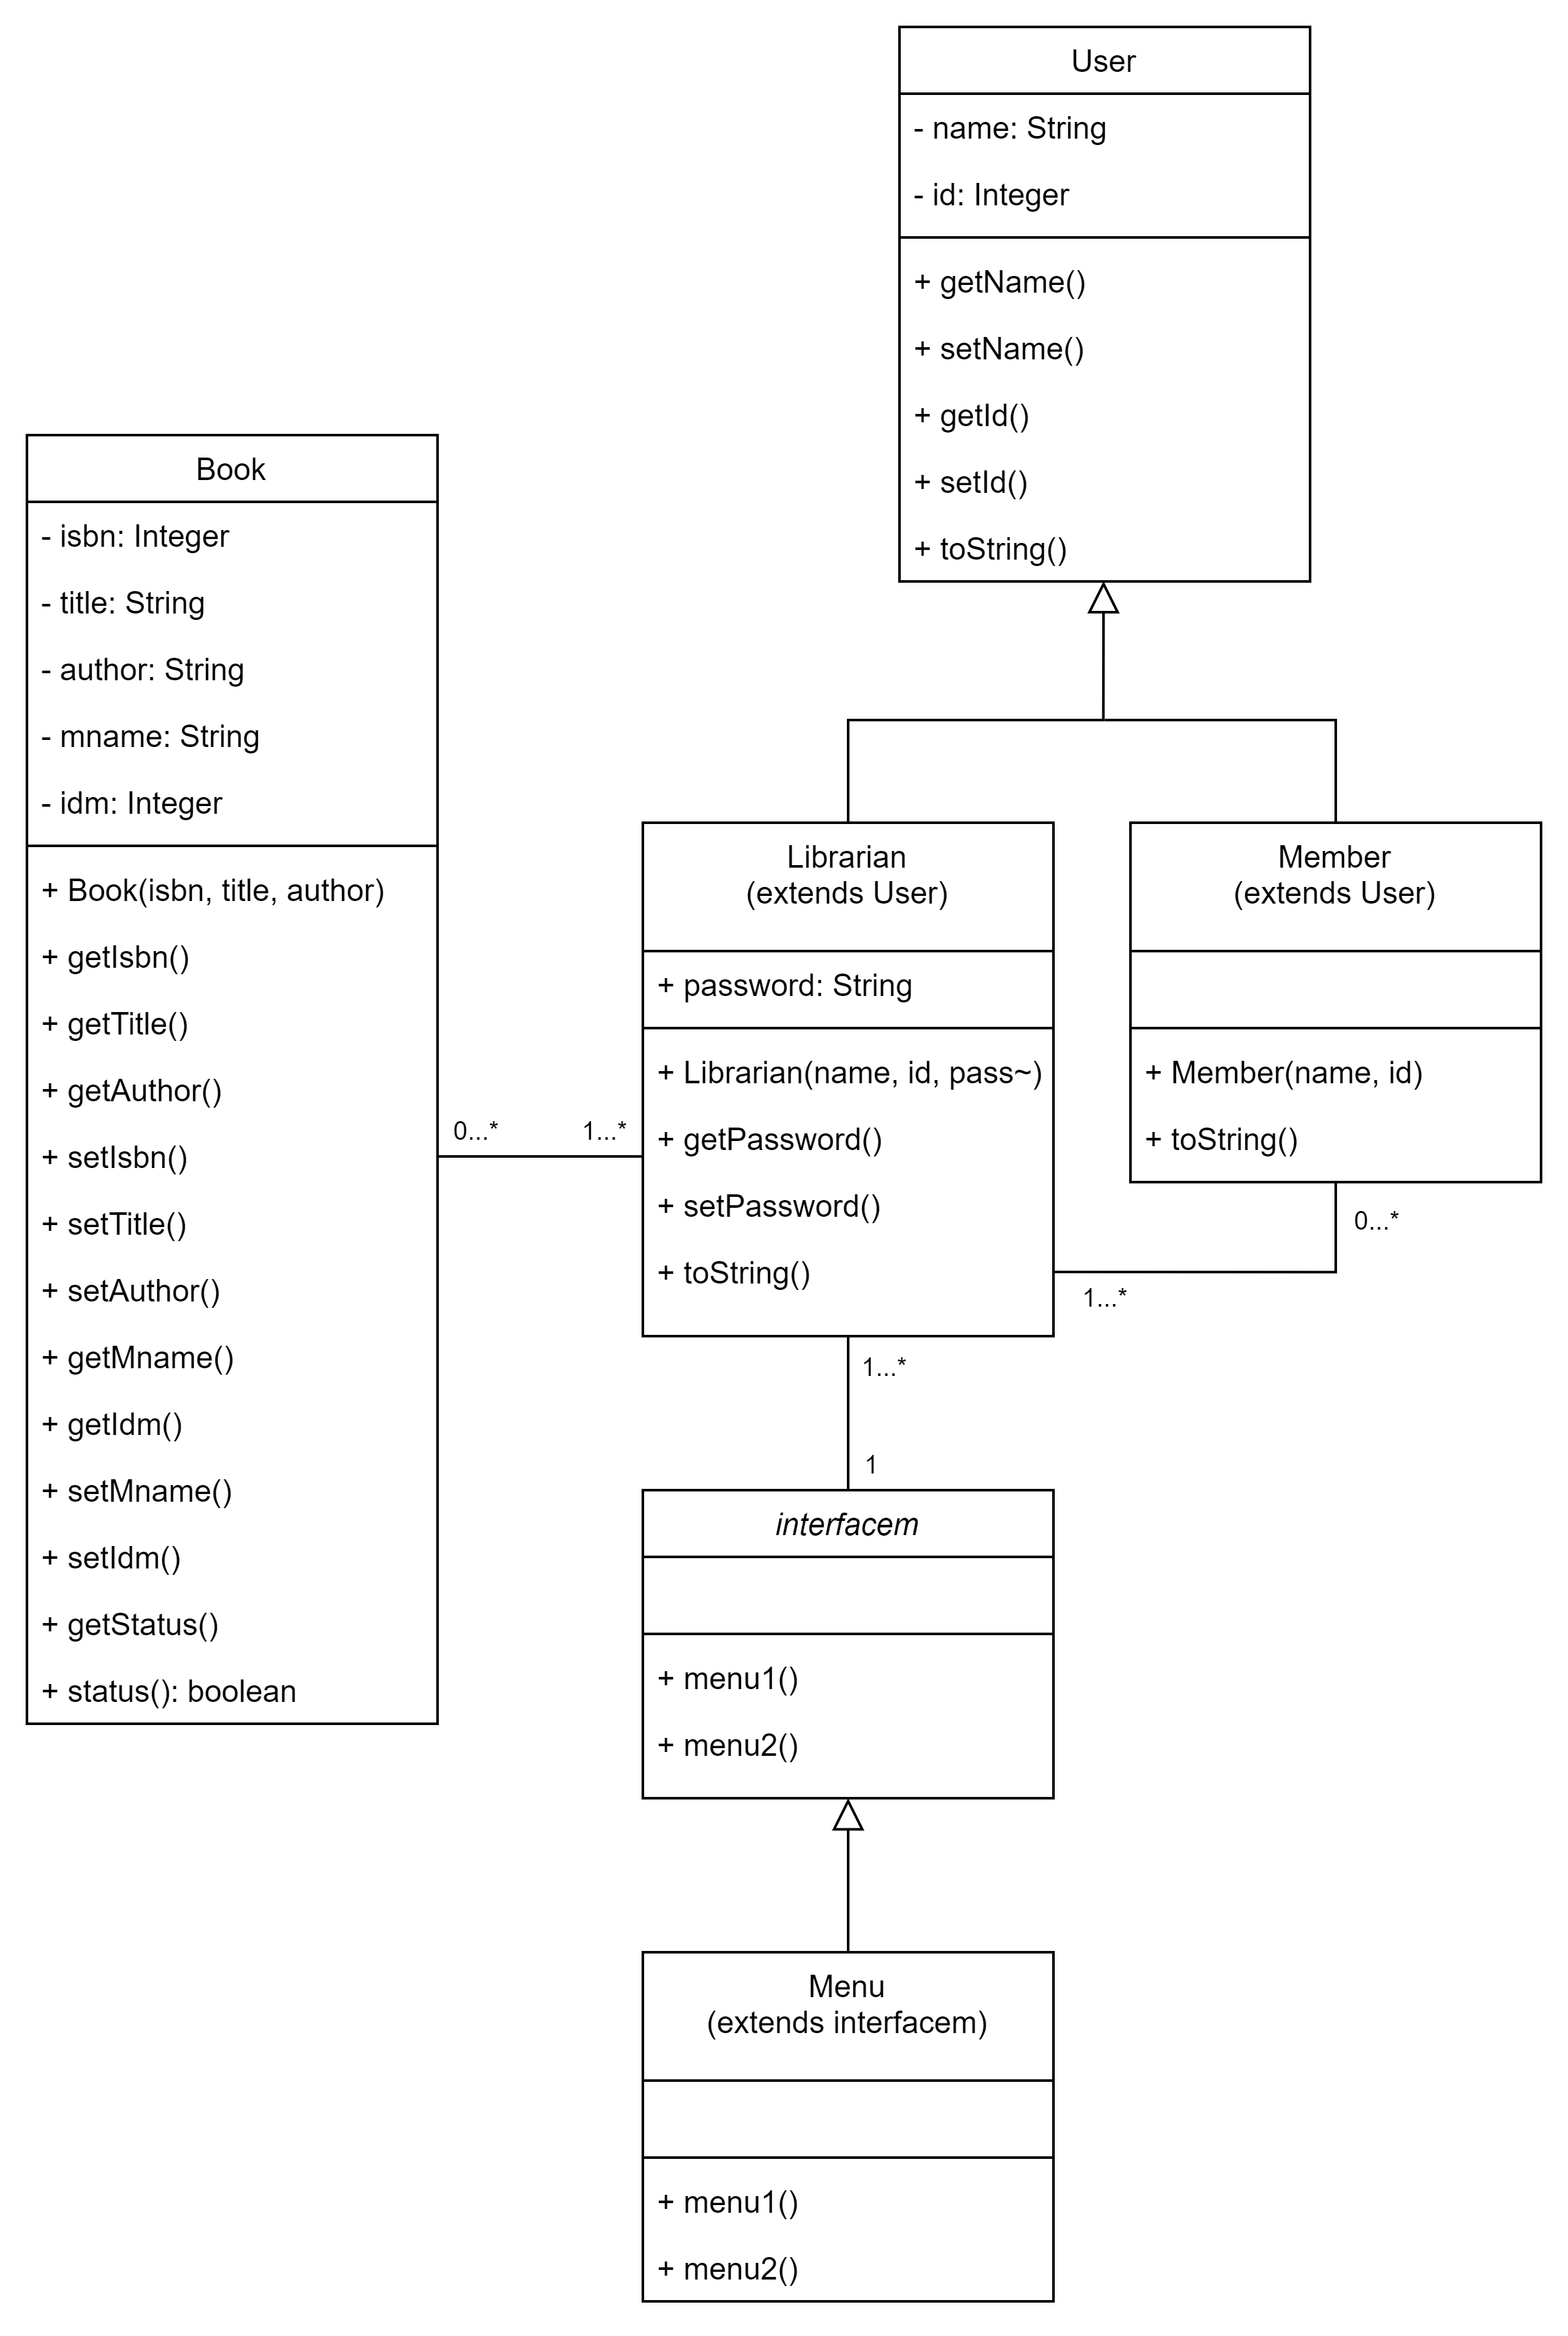 User
- name: String
- id: Integer
+ getName()
+ setName()
+ getId()
+ setId()
+ toString()
Book
- isbn: Integer
- title: String
- author: String
- mname: String
- idm: Integer
+ Book(isbn, title, author)
+ getIsbn()
+ getTitle()
+ getAuthor()
+ setIsbn()
+ setTitle()
+ setAuthor()
+ getMname()
+ getIdm()
+ setMname()
+ setIdm()
+ getStatus()
+ status(): boolean
0...*
1...*
Librarian
(extends User)
+ password: String
+ Librarian(name, id, pass~)
+ getPassword()
+ setPassword()
+ toString()
Member
(extends User)
+ Member(name, id)
+ toString()
0...*
1...*
1...*
1
interfacem
+ menu1()
+ menu2()
Menu
(extends interfacem)
+ menu1()
+ menu2()